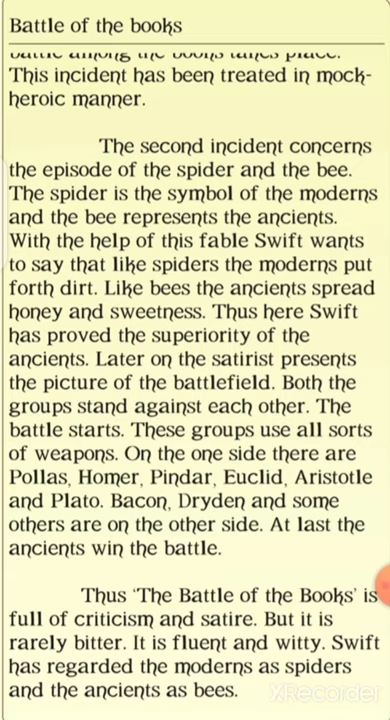 Battle of the books
battle among the books takes place.
This incident has been treated in mock-
heroic manner.
The second incident concerns
the episode of the spider and the bee.
The spider is the symbol of the moderns
and the bee represents the ancients.
With the help of this fable Swift wants
to say that like spiders the moderns put
forth dirt. Like bees the ancients spread
honey and sweetness. Thus here Swift
has proved the superiority of the
ancients. Later on the satirist presents
the picture of the battlefield. Both the
groups stand against each other. The
battle starts. These groups use all sorts
of weapons. On the one side there are
Pollas, Homer, Pindar, Euclid, Aristotle
and Plato. Bacon, Dryden and some
others are on the other side. At last the
ancients win the battle.
Thus 'The Battle of the Books' is
full of criticism and satire. But it is
rarely bitter. It is fluent and witty. Swift
has regarded the moderns as spiders
and the ancients as bees.
XRecorder